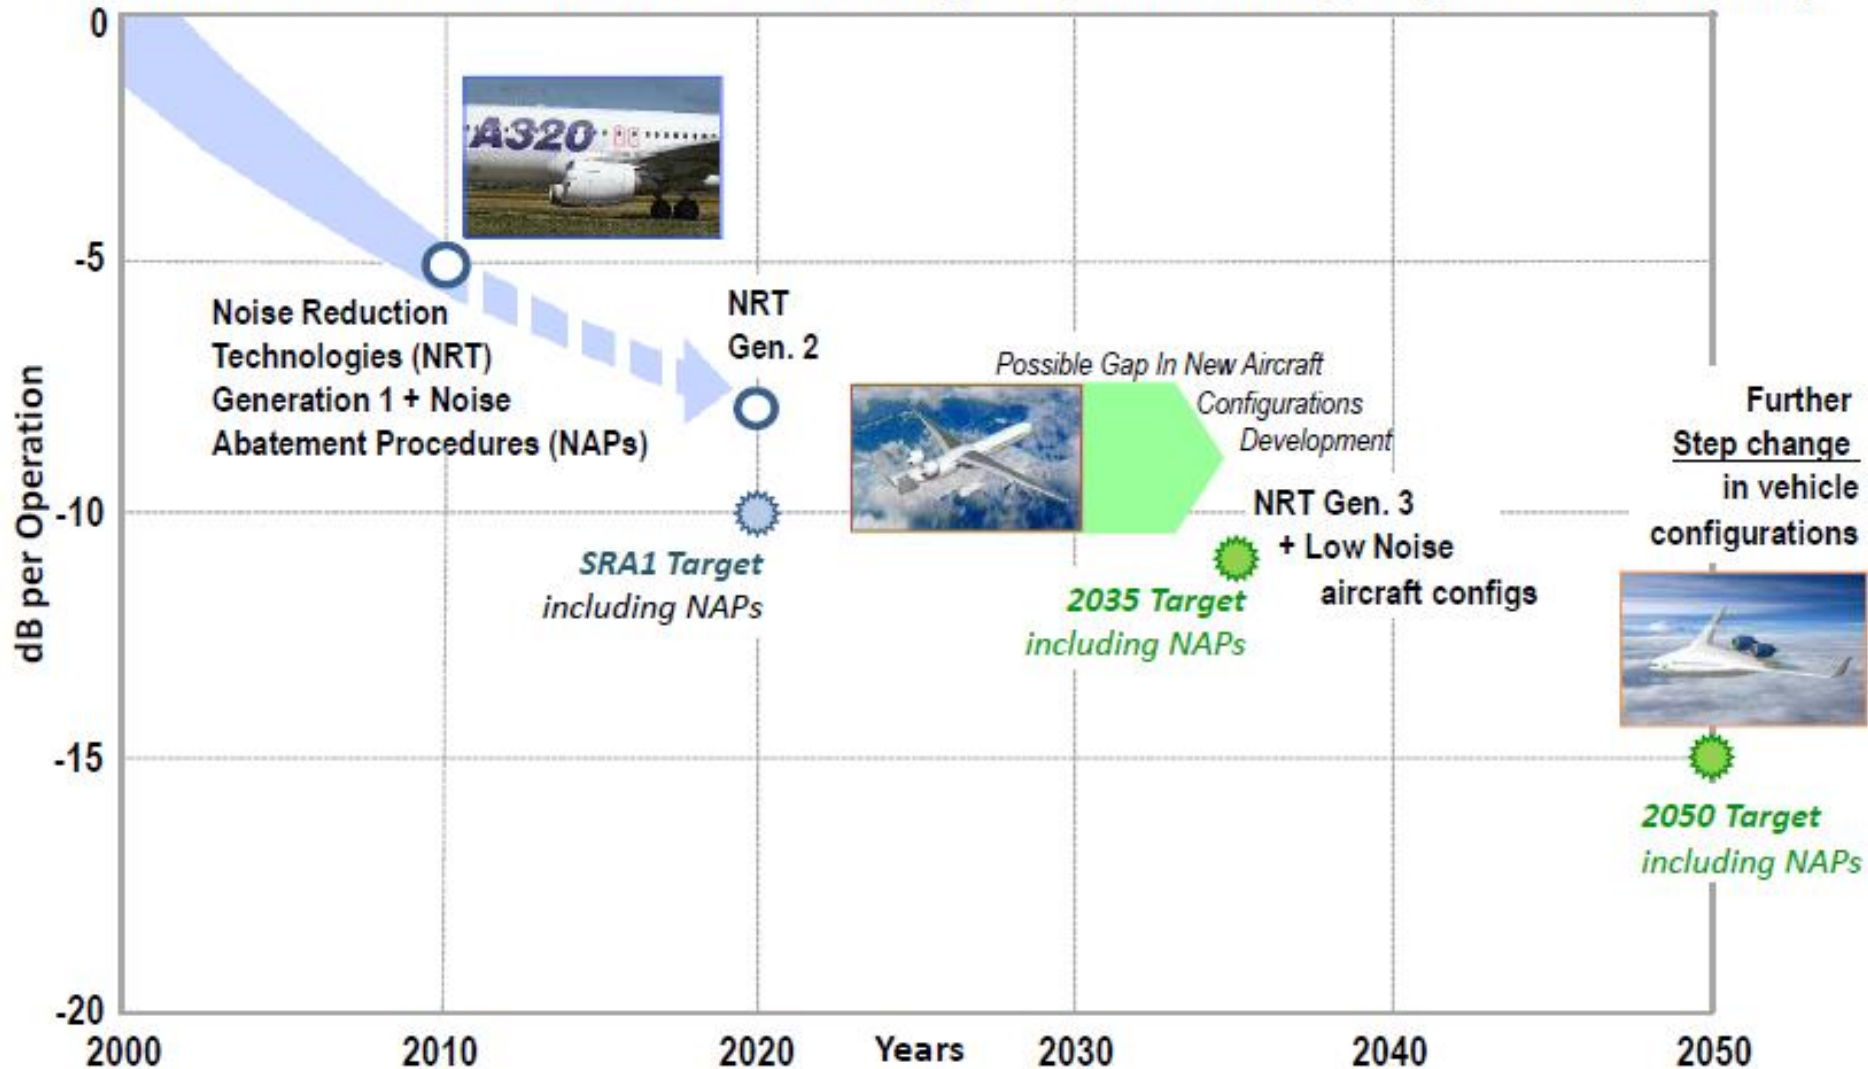 0
-5
-10
-15
-20
dB per Operation
2000
2010
2020
Years
2030
2040
2050
A320
Noise Reduction
Technologies (NRT)
Generation 1 + Noise
Abatement Procedures (NAPs)
NRT
Gen. 2
SRA1 Target
including NAPs
Possible Gap In New Aircraft
Configurations
Development
NRT Gen. 3
+ Low Noise
aircraft configs
2035 Target
including NAPs
Further
Step change
in vehicle
configurations
2050 Target
including NAPs